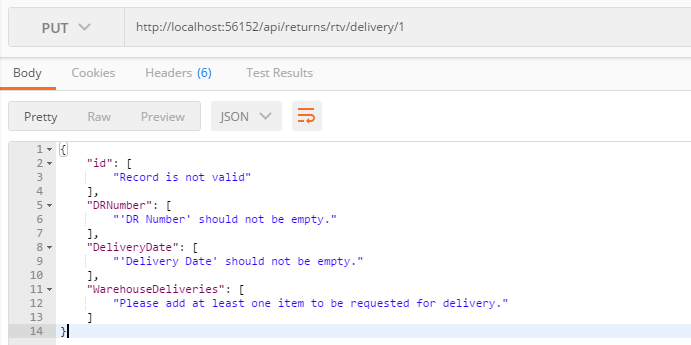 PUT http://localhost:56152/api/returns/rtv/delivery/1
Body Cookies Headers (6) Test Results
Pretty Raw Preview JSON
1 {
2 "id": [
3 "Record is not valid"
4 ],
5 "DRNumber": [
6 "'DR Number' should not be empty."
7 ],
8 "DeliveryDate": [
9 "'Delivery Date' should not be empty."
10 ],
11 "WarehouseDeliveries": [
12 "Please add at least one item to be requested for delivery."
13 ]
14 }